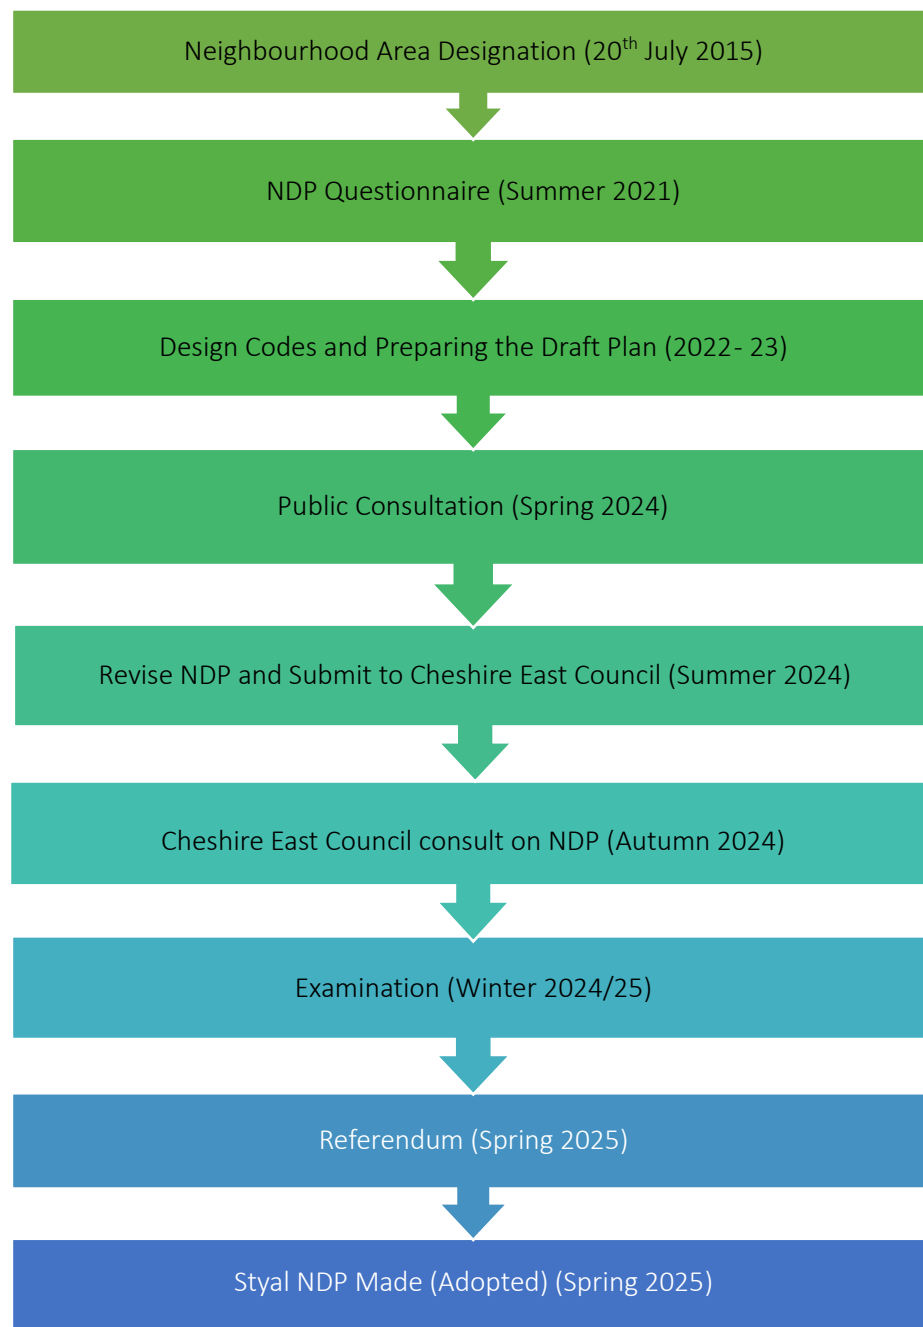 Neighbourhood Area Designation (20th July 2015)
NDP Questionnaire (Summer 2021)
Design Codes and Preparing the Draft Plan (2022- 23)
Public Consultation (Spring 2024)
Revise NDP and Submit to Cheshire East Council (Summer 2024)
Cheshire East Council consult on NDP (Autumn 2024)
Examination (Winter 2024/25)
Referendum (Spring 2025)
Styal NDP Made (Adopted) (Spring 2025)